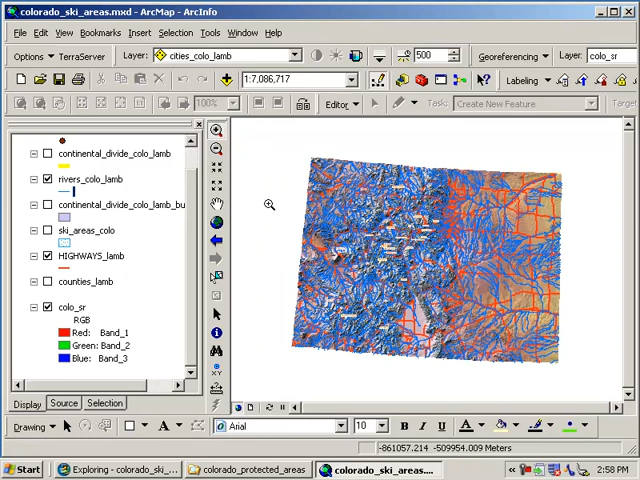 colorado_ski_areas.mxd - ArcMap - ArcInfo
File Edit View Bookmarks Insert Selection Tools Window Help
Options TerraServer Layer: cities_colo_lamb 500 Georeferencing Layer: colo_sr
1:7,086,717 Labeling
100% Editor Task: Create New Feature
continental_divide_colo_lamb
rivers_colo_lamb
continental_divide_colo_lamb_bu
ski_areas_colo
HIGHWAYS_lamb
counties_lamb
colo_sr
RGB
Red: Band_1
Green: Band_2
Blue: Band_3
XY
Display Source Selection
Drawing A Arial 10 B I U A
-861057.214 -509954.009 Meters
Start Exploring - colorado_sk... colorado_protected_areas colorado_ski_areas.... 2:58 PM